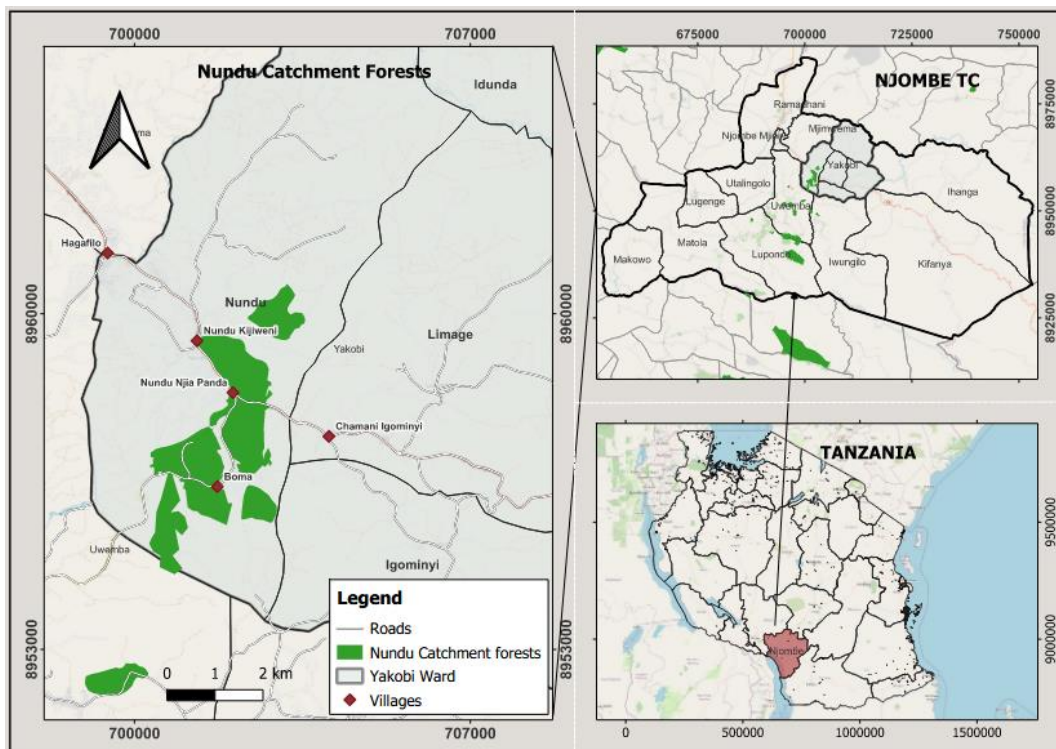 700000
707000
Nundu Catchment Forests
Idunda
ma
Hagafilo
Nundu
Nundu Kijiweni
Yakobi
Limage
Nundu Njia Panda
Chamani Igominyi
Boma
Uwemba
Igominyi
8960000
8953000
8960000
8953000
0 1 2 km
Legend
Roads
Nundu Catchment forests
Yakobi Ward
Villages
700000
707000
675000
700000
725000
750000
NJOMBE TC
Ramadhani
Njombe Mjini
Mjimwema
Yakobi
Utalingolo
Ihanga
Lugenge
Uwemba
Matola
Makowo
Luponde
Iwungilo
Kifanya
8975000
8950000
8925000
TANZANIA
Njombe
9500000
9000000
0
500000
1000000
1500000